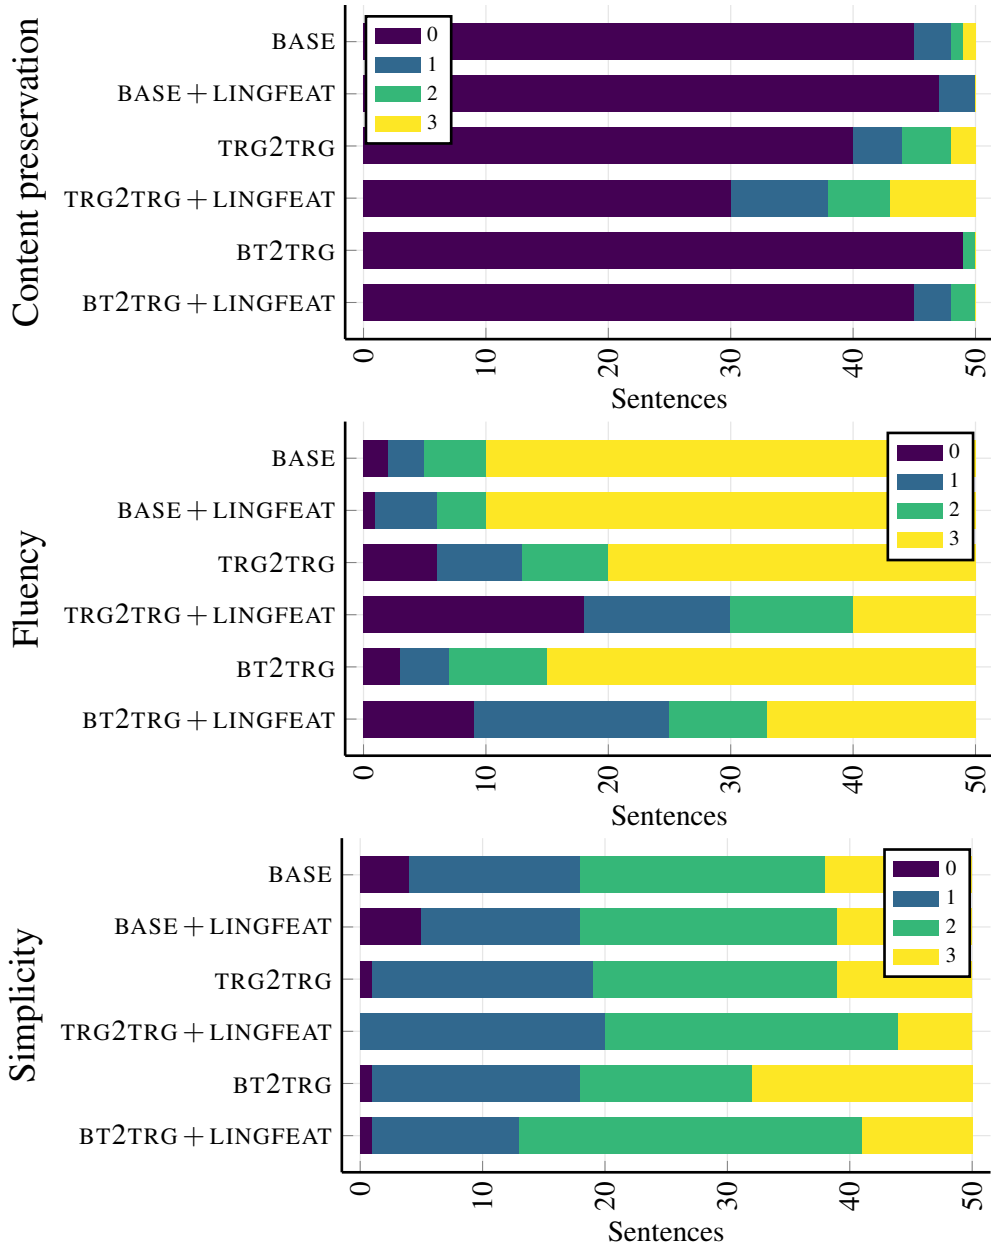 Content preservation
BASE
BASE + LINGFEAT
TRG2TRG
TRG2TRG + LINGFEAT
BT2TRG
BT2TRG + LINGFEAT
0
1
2
3
0 10 20 30 40 50
Sentences
Fluency
BASE
BASE + LINGFEAT
TRG2TRG
TRG2TRG + LINGFEAT
BT2TRG
BT2TRG + LINGFEAT
0
1
2
3
0 10 20 30 40 50
Sentences
Simplicity
BASE
BASE + LINGFEAT
TRG2TRG
TRG2TRG + LINGFEAT
BT2TRG
BT2TRG + LINGFEAT
0
1
2
3
0 10 20 30 40 50
Sentences